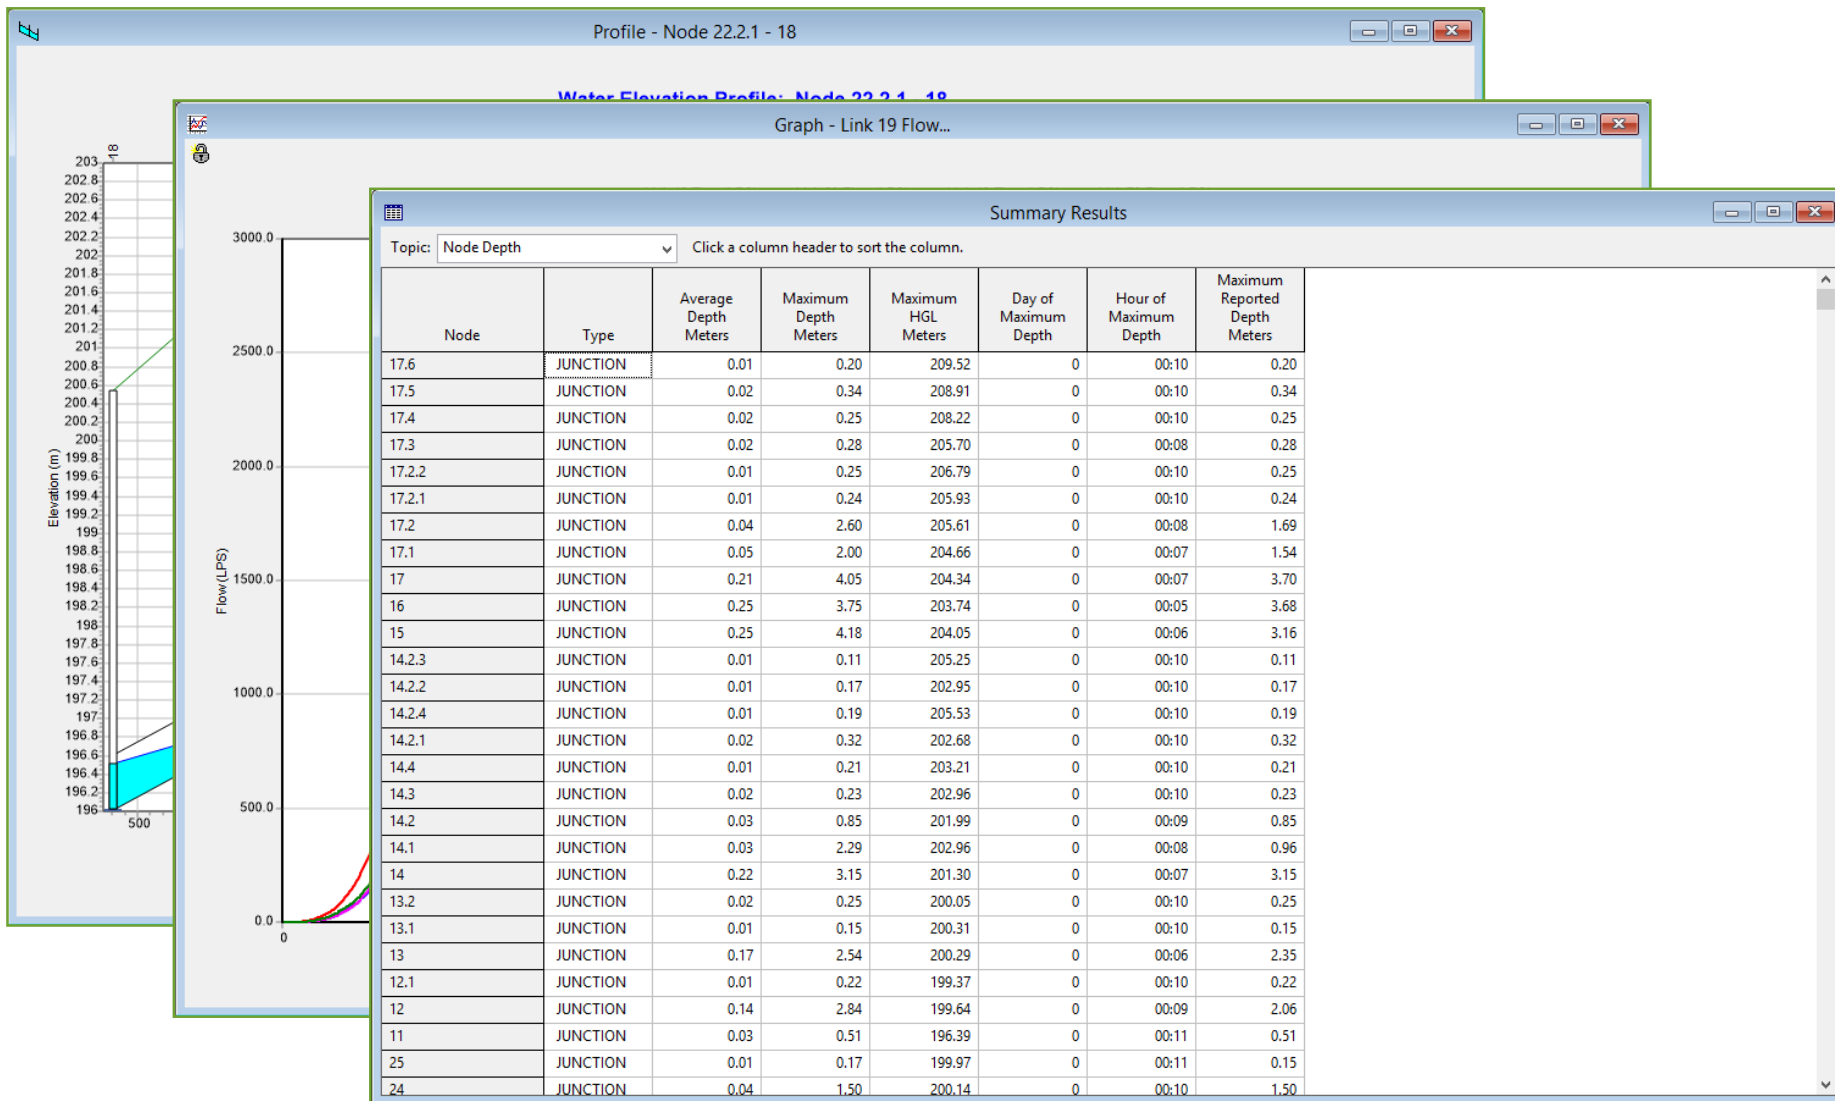 Profile - Node 22.2.1 - 18
Water Elevation Profile: Node 22.2.1 - 18
18
203
202.8
202.6
202.4
202.2
202
201.8
201.6
201.4
201.2
201
200.8
200.6
200.4
200.2
200
199.8
199.6
199.4
199.2
199
198.8
198.6
198.4
198.2
198
197.8
197.6
197.4
197.2
197
196.8
196.6
196.4
196.2
196
Elevation (m)
500
Graph - Link 19 Flow...
3000.0
2500.0
2000.0
1500.0
1000.0
500.0
0.0
Flow (LPS)
0
Summary Results
Topic: Node Depth Click a column header to sort the column.
Node Type Average Depth Meters Maximum Depth Meters Maximum HGL Meters Day of Maximum Depth Hour of Maximum Depth Maximum Reported Depth Meters
17.6 JUNCTION 0.01 0.20 209.52 0 00:10 0.20
17.5 JUNCTION 0.02 0.34 208.91 0 00:10 0.34
17.4 JUNCTION 0.02 0.25 208.22 0 00:10 0.25
17.3 JUNCTION 0.02 0.28 205.70 0 00:08 0.28
17.2.2 JUNCTION 0.01 0.25 206.79 0 00:10 0.25
17.2.1 JUNCTION 0.01 0.24 205.93 0 00:10 0.24
17.2 JUNCTION 0.04 2.60 205.61 0 00:08 1.69
17.1 JUNCTION 0.05 2.00 204.66 0 00:07 1.54
17 JUNCTION 0.21 4.05 204.34 0 00:07 3.70
16 JUNCTION 0.25 3.75 203.74 0 00:05 3.68
15 JUNCTION 0.25 4.18 204.05 0 00:06 3.16
14.2.3 JUNCTION 0.01 0.11 205.25 0 00:10 0.11
14.2.2 JUNCTION 0.01 0.17 202.95 0 00:10 0.17
14.2.4 JUNCTION 0.01 0.19 205.53 0 00:10 0.19
14.2.1 JUNCTION 0.02 0.32 202.68 0 00:10 0.32
14.4 JUNCTION 0.01 0.21 203.21 0 00:10 0.21
14.3 JUNCTION 0.02 0.23 202.96 0 00:10 0.23
14.2 JUNCTION 0.03 0.85 201.99 0 00:09 0.85
14.1 JUNCTION 0.03 2.29 202.96 0 00:08 0.96
14 JUNCTION 0.22 3.15 201.30 0 00:07 3.15
13.2 JUNCTION 0.02 0.25 200.05 0 00:10 0.25
13.1 JUNCTION 0.01 0.15 200.31 0 00:10 0.15
13 JUNCTION 0.17 2.54 200.29 0 00:06 2.35
12.1 JUNCTION 0.01 0.22 199.37 0 00:10 0.22
12 JUNCTION 0.14 2.84 199.64 0 00:09 2.06
11 JUNCTION 0.03 0.51 196.39 0 00:11 0.51
25 JUNCTION 0.01 0.17 199.97 0 00:11 0.15
24 JUNCTION 0.04 1.50 200.14 0 00:10 1.50